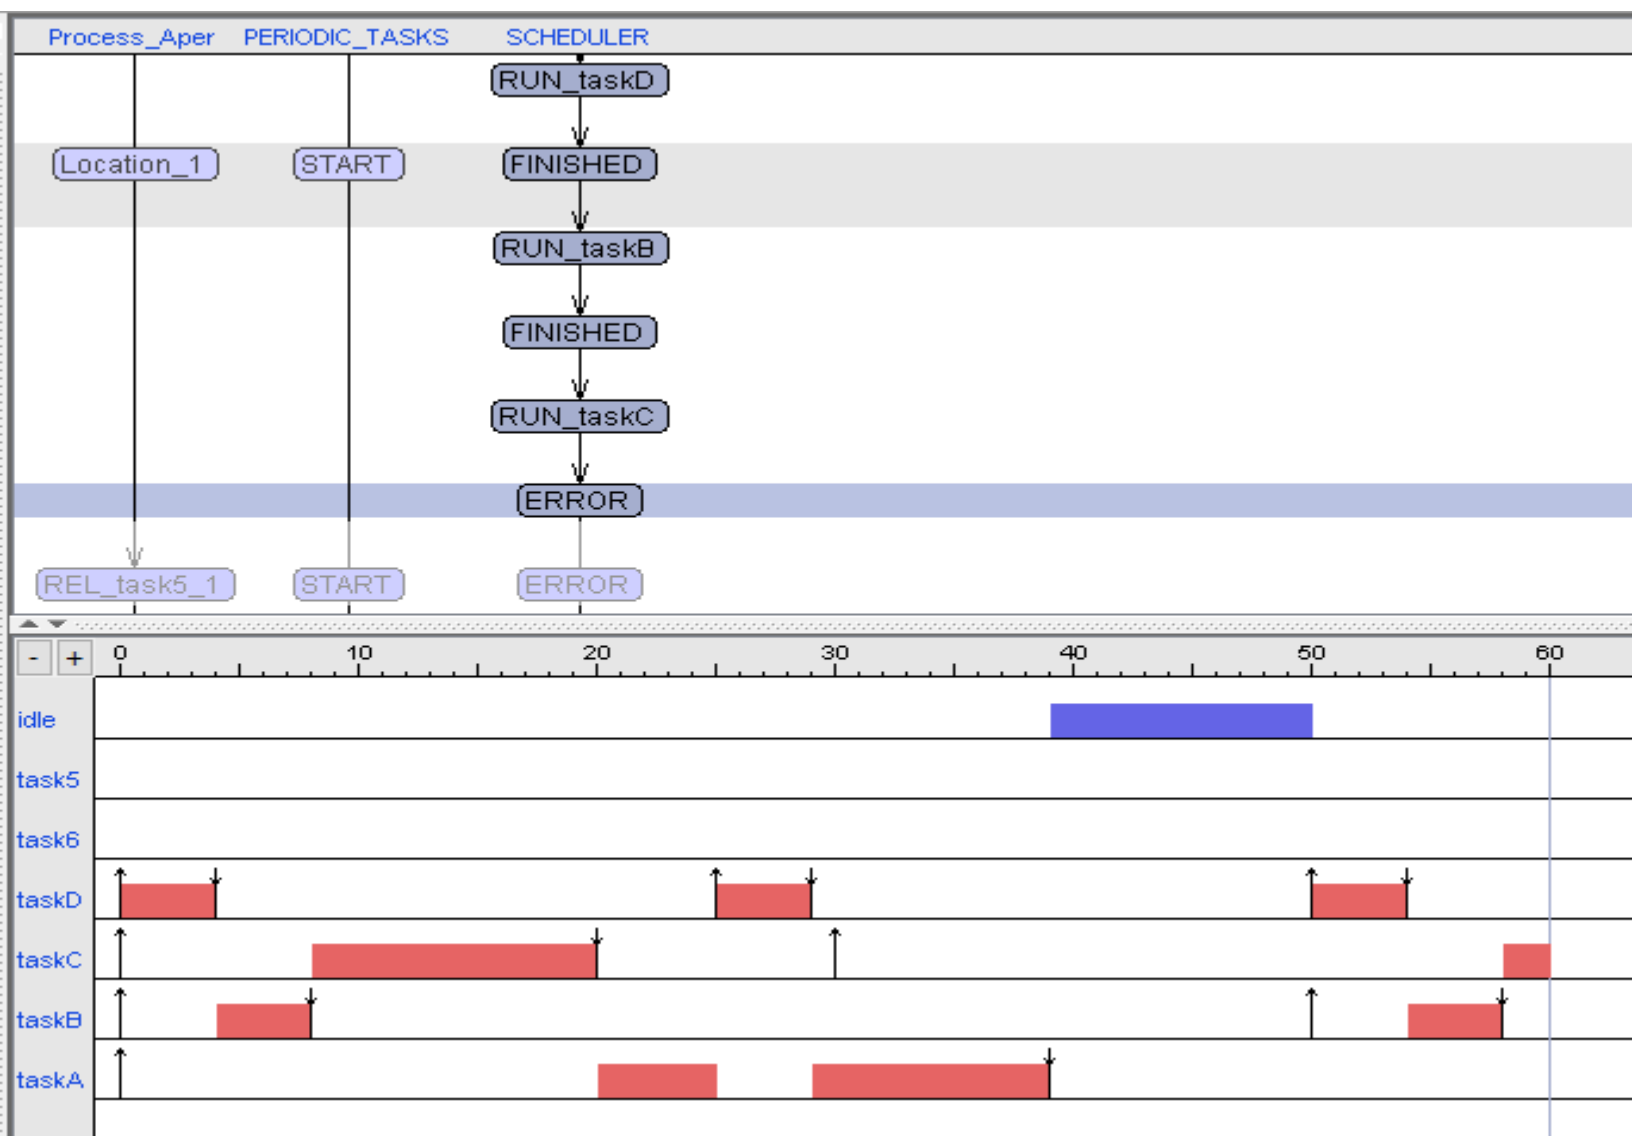 Process_Aper PERIODIC_TASKS SCHEDULER
RUN_taskD
Location_1 START FINISHED
RUN_taskB
FINISHED
RUN_taskC
ERROR
REL_task5_1 START ERROR
- + 0 10 20 30 40 50 60
idle
task5
task6
taskD
taskC
taskB
taskA